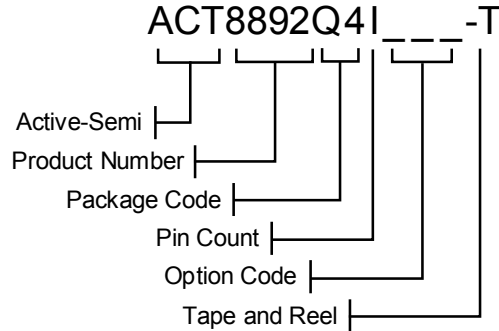 ACT8892Q4I_ _ _-T
Active-Semi
Product Number
Package Code
Pin Count
Option Code
Tape and Reel